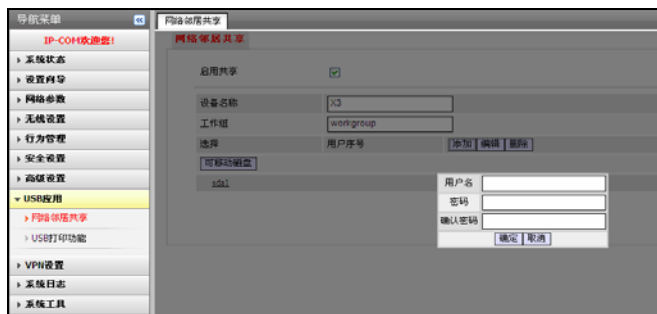 导航菜单 «
网络邻居共享
IP-COM欢迎您!
网络邻居共享
系统状态
启用共享
设置向导
网络参数
设备名称 X3
无线设置
工作组 workgroup
行为管理
选择 用户序号 添加 编辑 删除
安全设置
可移动磁盘
高级设置
sda1
用户名
USB应用
密码
网络邻居共享
确认密码
USB打印功能
确定 取消
VPN设置
系统日志
系统工具